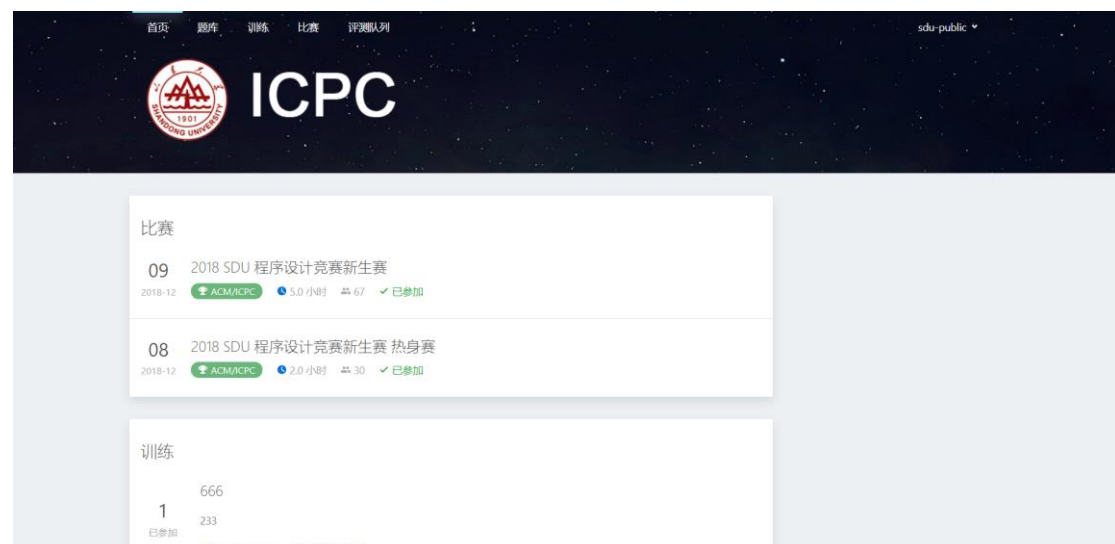 首页 题库 训练 比赛 评测队列 sdu-public
ICPC
SHANDONG UNIVERSITY
1901
比赛
09 2018 SDU 程序设计竞赛新生赛
2018-12 ACM/ICPC 5.0 小时 67 已参加
08 2018 SDU 程序设计竞赛新生赛 热身赛
2018-12 ACM/ICPC 2.0 小时 30 已参加
训练
666
1
233
已参加